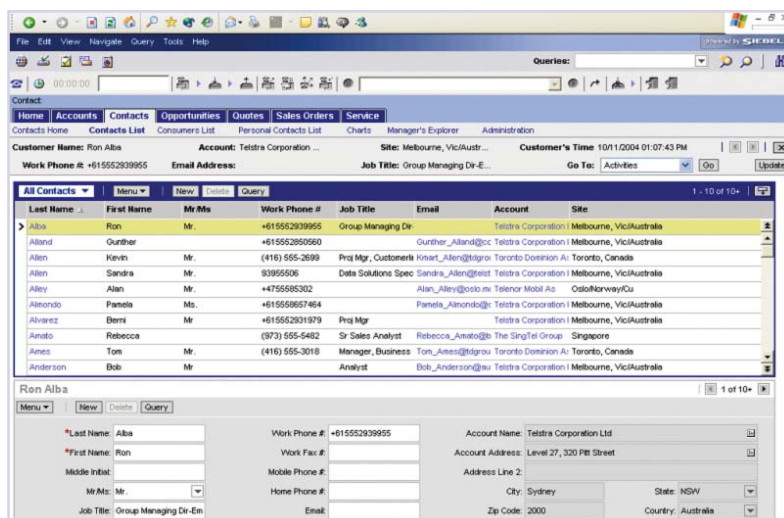 File Edit View Navigate Query Tools Help
powered by SIEBEL
Queries:
00:00:00
Contact:
Home Accounts Contacts Opportunities Quotes Sales Orders Service
Contacts Home Contacts List Consumers List Personal Contacts List Charts Manager's Explorer Administration
Customer Name: Ron Alba Account: Telstra Corporation ... Site: Melbourne, Vic/Austr... Customer's Time 10/11/2004 01:07:43 PM
Work Phone #: +615552939955 Email Address: Job Title: Group Managing Dir-E... Go To: Activities Go Update
All Contacts Menu New Delete Query 1 - 10 of 10+
Last Name First Name Mr/Ms Work Phone # Job Title Email Account Site
Alba Ron Mr. +615552939955 Group Managing Dir- Telstra Corporation l Melbourne, Vic/Australia
Alland Gunther +615552850560 Gunther_Alland@cc Telstra Corporation l Melbourne, Vic/Australia
Allen Kevin Mr. (416) 555-2699 Proj Mgr, Customerli Kmart_Allen@tdgrou Toronto Dominion A: Toronto, Canada
Allen Sandra Mr. 93955506 Data Solutions Spec Sandra_Allen@telst Telstra Corporation l Melbourne, Vic/Australia
Alley Alan Mr. +4755585302 Alan_Alley@oslo.m Telenor Mobil As Oslo/Norway/Cu
Almondo Pamela Ms. +615558657464 Pamela_Almondo@t Telstra Corporation l Melbourne, Vic/Australia
Alvarez Berni Mr +615552931979 Proj Mgr Telstra Corporation l Melbourne, Vic/Australia
Amato Rebecca (973) 555-5482 Sr Sales Analyst Rebecca_Amato@b The SingTel Group Singapore
Ames Tom Mr. (416) 555-3018 Manager, Business Tom_Ames@tdgrou Toronto Dominion A: Toronto, Canada
Anderson Bob Mr Analyst Bob_Anderson@au Telstra Corporation l Melbourne, Vic/Australia
Ron Alba 1 of 10+
Menu New Delete Query
*Last Name: Alba Work Phone #: +615552939955 Account Name: Telstra Corporation Ltd
*First Name: Ron Work Fax #: Account Address: Level 27, 320 Pitt Street
Middle Initial: Mobile Phone #: Address Line 2:
Mr/Ms: Mr. Home Phone #: City: Sydney State: NSW
Job Title: Group Managing Dir-Em Email: Zip Code: 2000 Country: Australia